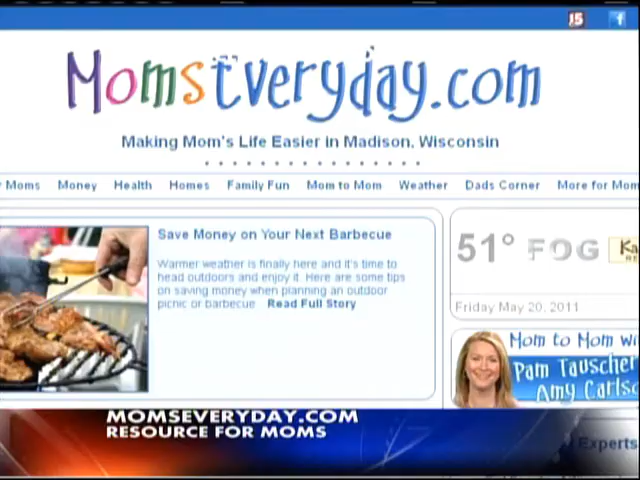 15 f
MomsEveryday.com
Making Mom's Life Easier in Madison, Wisconsin
Moms Money Health Homes Family Fun Mom to Mom Weather Dads Corner More for Mom
Save Money on Your Next Barbecue
Warmer weather is finally here and it's time to
head outdoors and enjoy it. Here are some tips
on saving money when planning an outdoor
picnic or barbecue Read Full Story
51° FOG
Friday May 20, 2011
Mom to Mom Wi
Pam Tauscher
Amy Carlso
MOMSEVERYDAY.COM
RESOURCE FOR MOMS
Experts